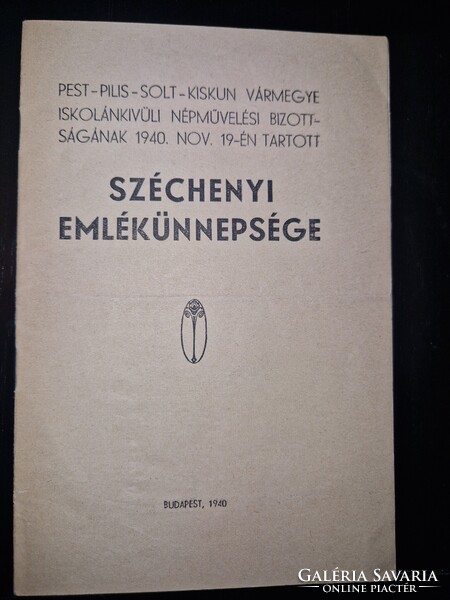 PEST-PILIS-SOLT-KISKUN VÁRMEGYE
ISKOLÁNKIVÜLI NÉPMŰVELÉSI BIZOTT-
SÁGÁNAK 1940. NOV. 19-ÉN TARTOTT
SZÉCHENYI
EMLÉKÜNNEPSÉGE
BUDAPEST, 1940
GALÉRIA SAVARIA
ONLINE PIACTÉR